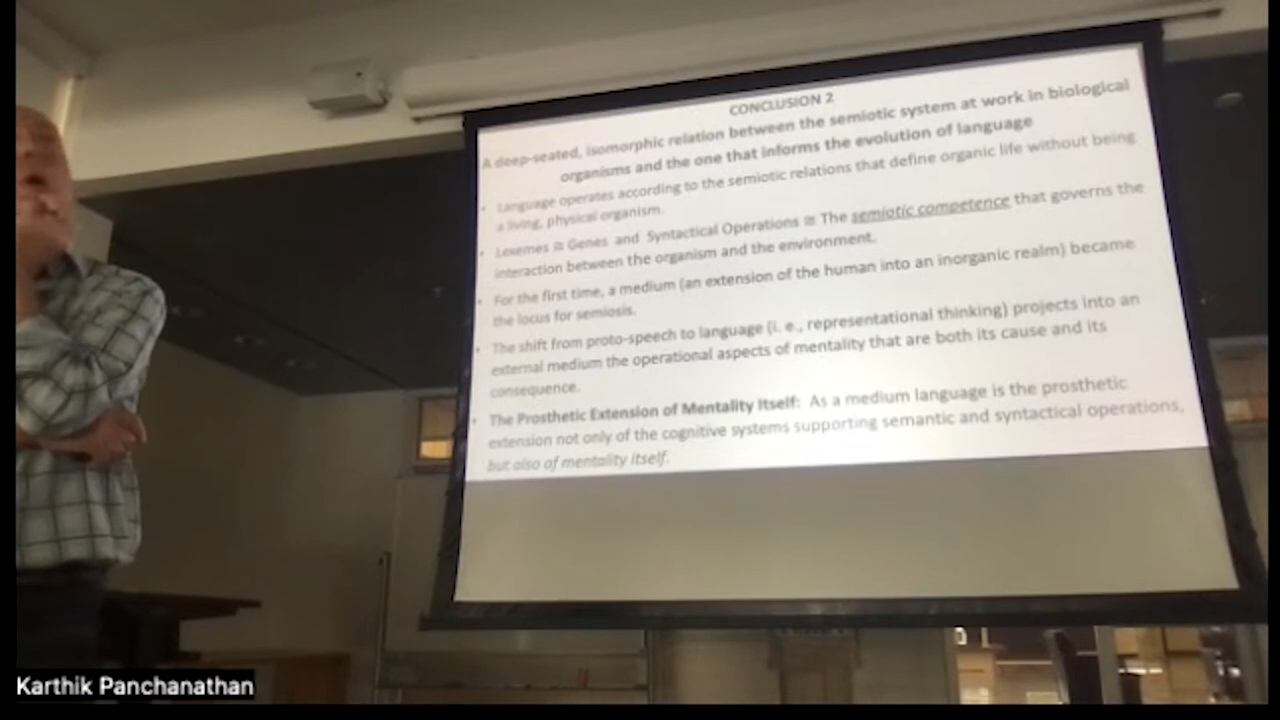 CONCLUSION 2
A deep-seated, isomorphic relation between the semiotic system at work in biological
organisms and the one that informs the evolution of language
• Language operates according to the semiotic relations that define organic life without being
a living, physical organism.
• Lexemes ≅ Genes and Syntactical Operations ≅ The semiotic competence that governs the
interaction between the organism and the environment.
• For the first time, a medium (an extension of the human into an inorganic realm) became
the locus for semiosis.
• The shift from proto-speech to language (i. e., representational thinking) projects into an
external medium the operational aspects of mentality that are both its cause and its
consequence.
• The Prosthetic Extension of Mentality Itself: As a medium language is the prosthetic
extension not only of the cognitive systems supporting semantic and syntactical operations,
but also of mentality itself.
Karthik Panchanathan